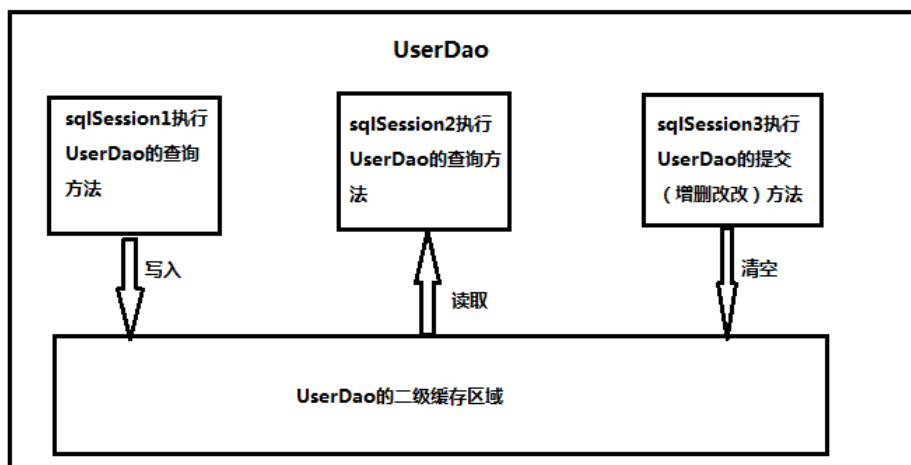 UserDao
sqlSession1执行
UserDao的查询
方法
sqlSession2执行
UserDao的查询方
法
sqlSession3执行
UserDao的提交
（增删改改）方法
写入
读取
清空
UserDao的二级缓存区域